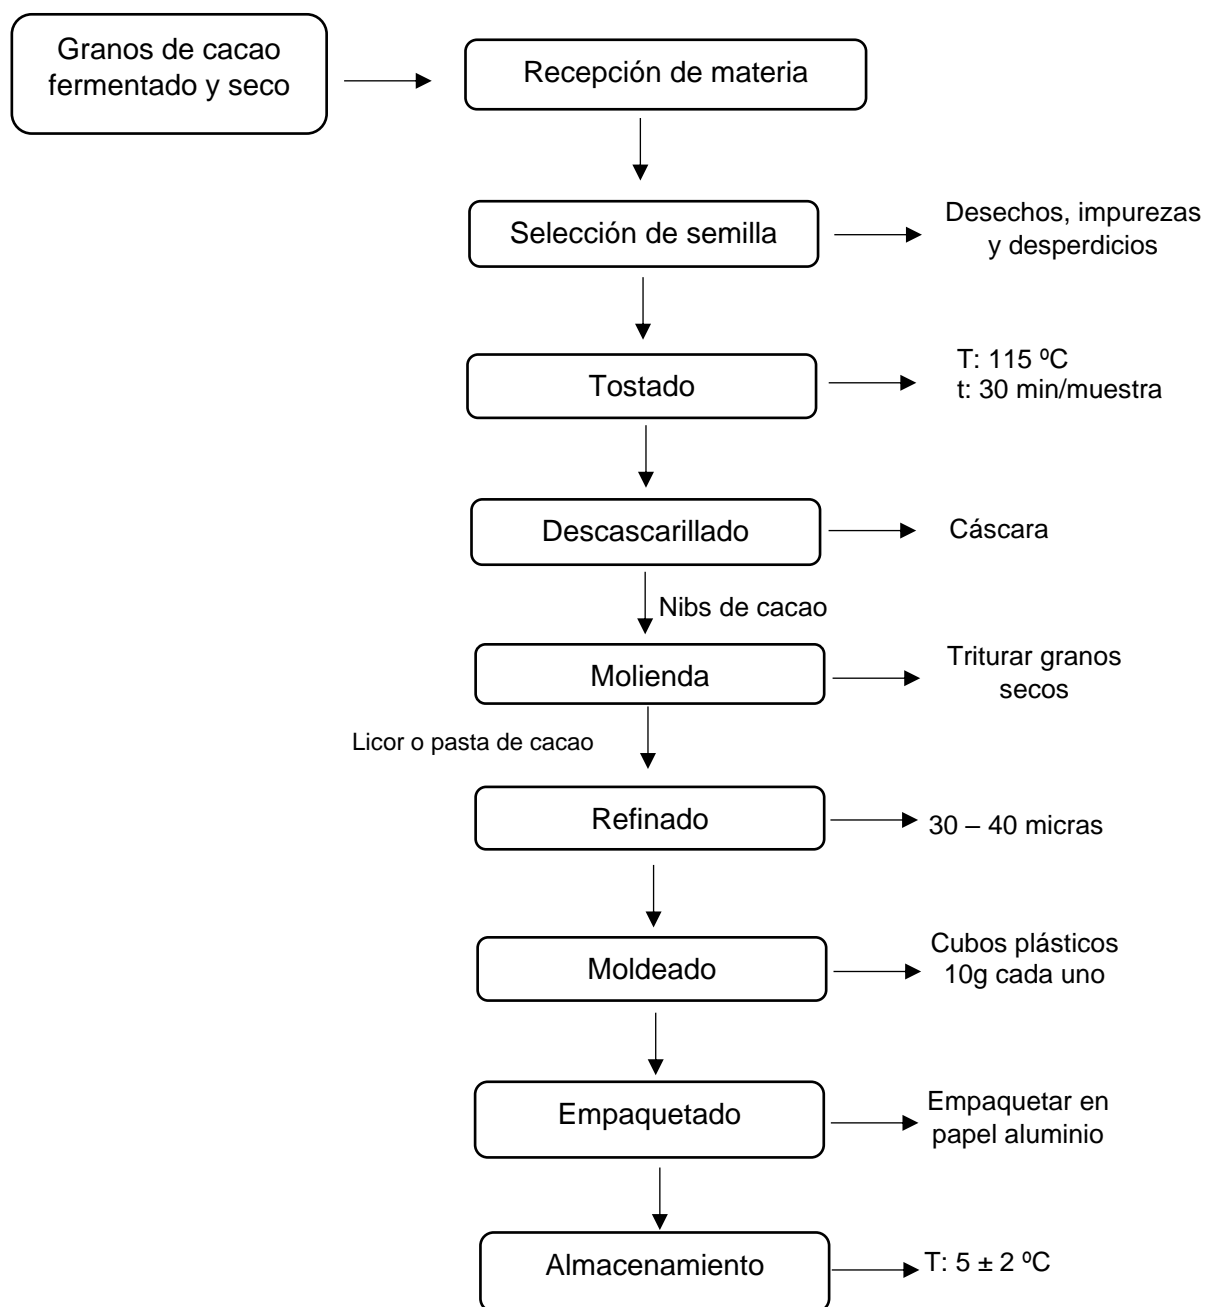 Granos de cacao
fermentado y seco
Recepción de materia
Selección de semilla
Desechos, impurezas
y desperdicios
Tostado
T: 115 ºC
t: 30 min/muestra
Descascarillado
Cáscara
Nibs de cacao
Molienda
Triturar granos
secos
Licor o pasta de cacao
Refinado
30 – 40 micras
Moldeado
Cubos plásticos
10g cada uno
Empaquetado
Empaquetar en
papel aluminio
Almacenamiento
T: 5 ± 2 ºC